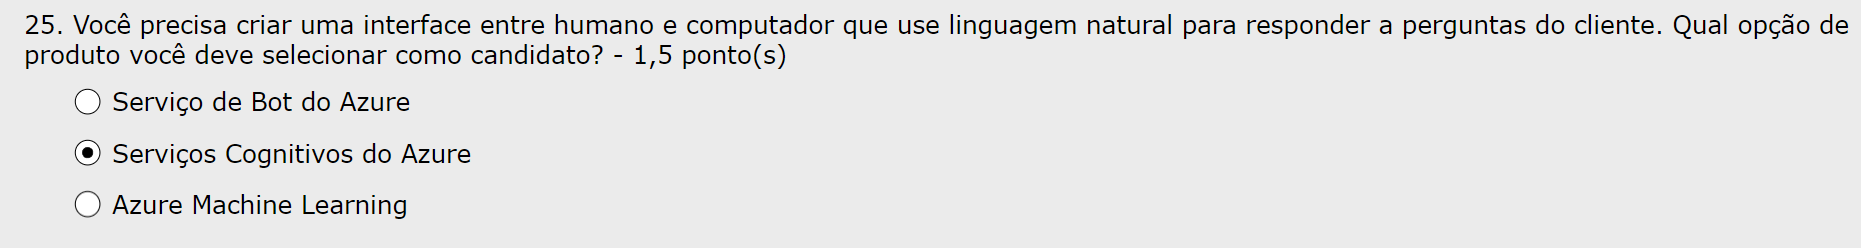 25. Você precisa criar uma interface entre humano e computador que use linguagem natural para responder a perguntas do cliente. Qual opção de
produto você deve selecionar como candidato? - 1,5 ponto(s)
Serviço de Bot do Azure
Serviços Cognitivos do Azure
Azure Machine Learning